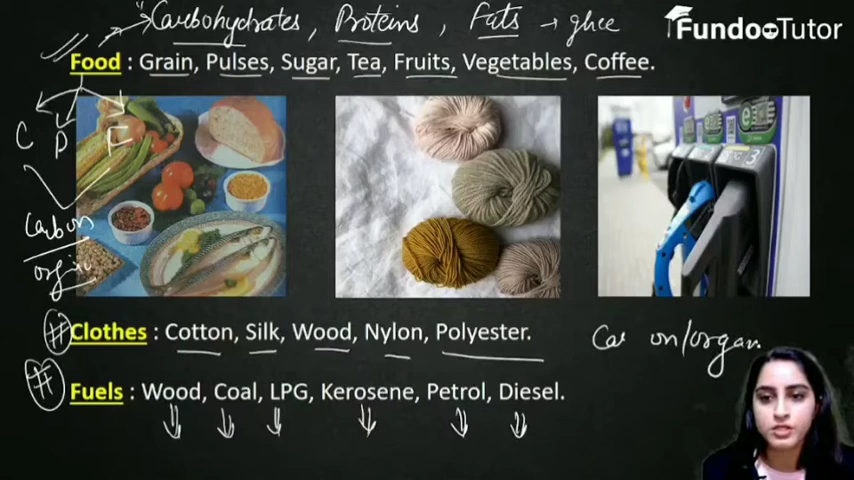 Carbohydrates, Proteins, Fats → ghee
FundooTutor
Food : Grain, Pulses, Sugar, Tea, Fruits, Vegetables, Coffee.
C P F
Carbon
Clothes : Cotton, Silk, Wood, Nylon, Polyester.
Fuels : Wood, Coal, LPG, Kerosene, Petrol, Diesel.